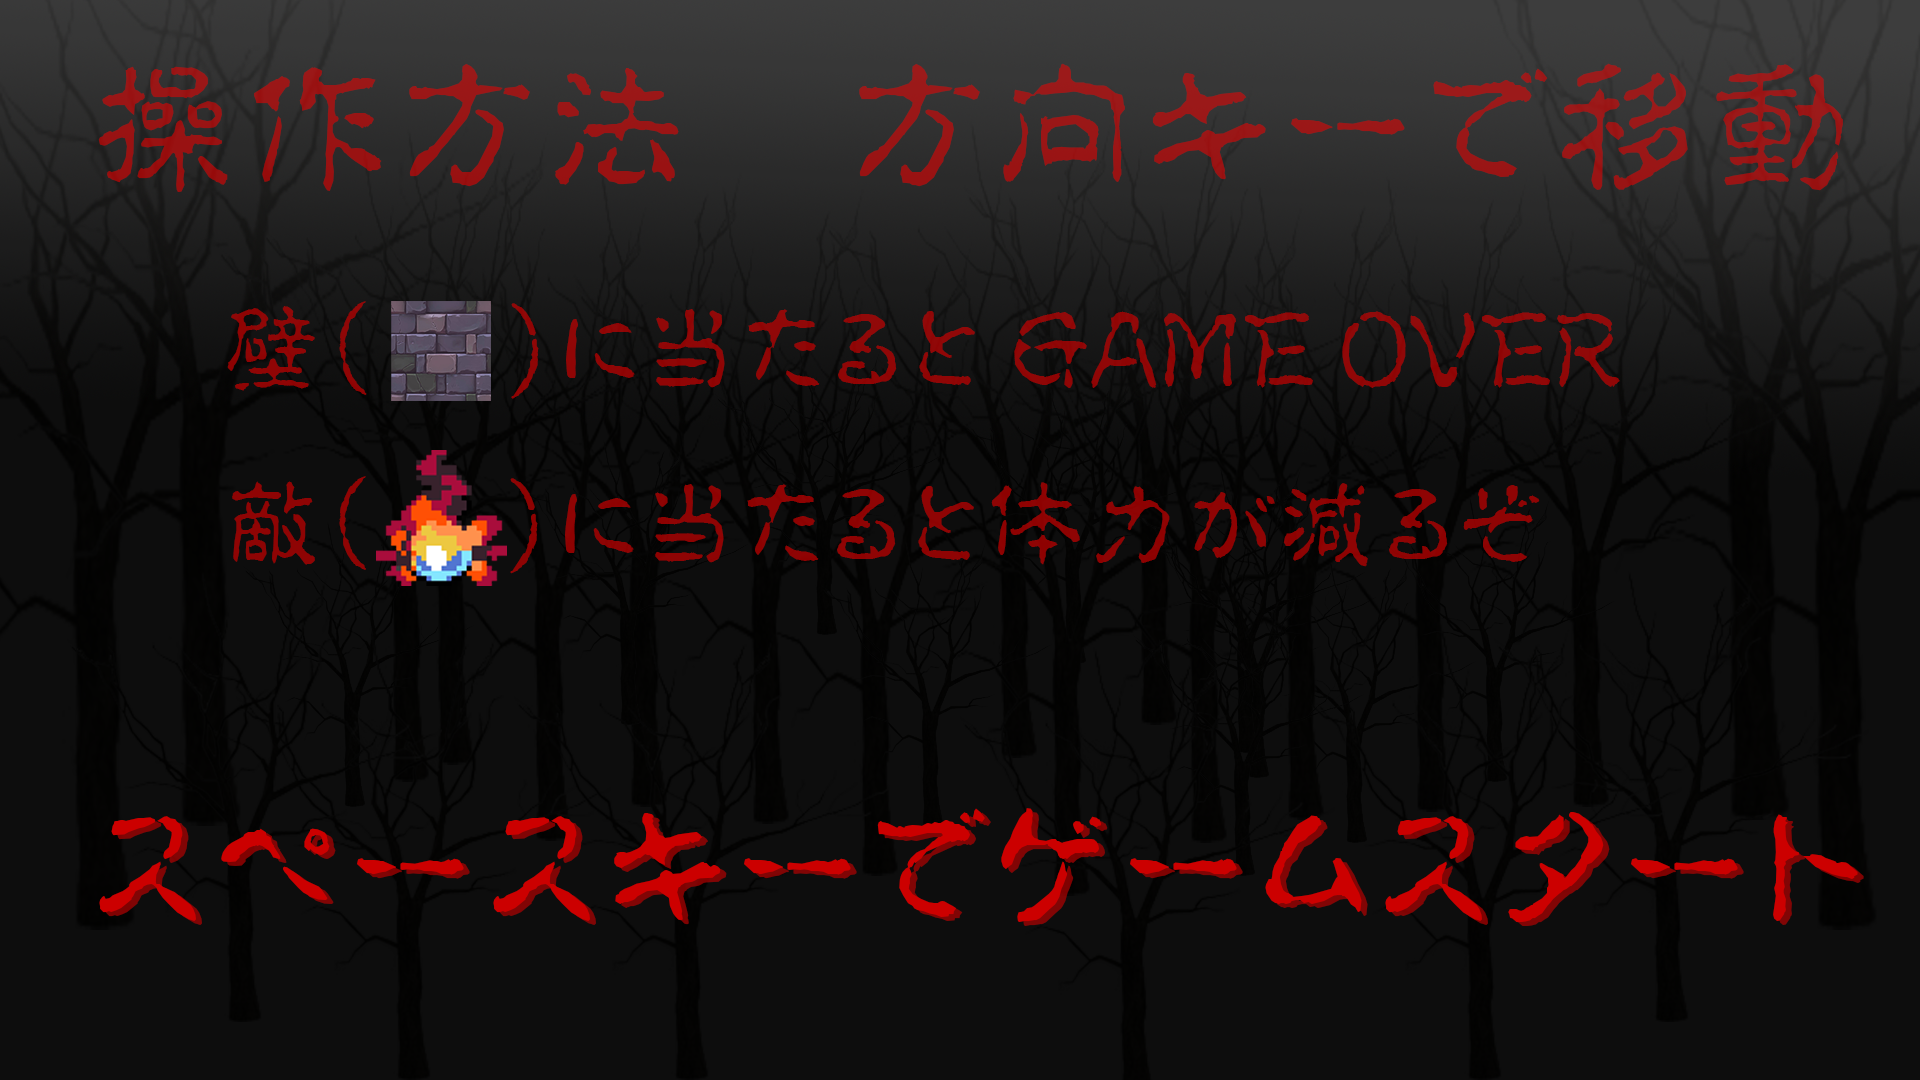 操作方法　方向キーで移動
壁( )に当たるとGAME OVER
敵( )に当たると体力が減るぞ
スペースキーでゲームスタート